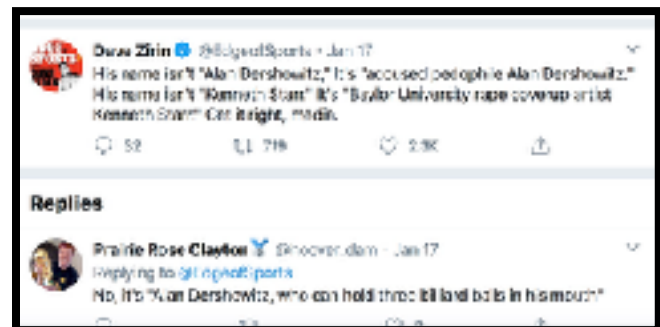 Dave Zirin @EdgeofSports · Jan 17
His name isn't "Alan Dershowitz," It's "accused pedophile Alan Dershowitz."
His name isn't "Kenneth Starr" It's "Baylor University rape coverup artist
Kenneth Starr" Get it right, media.
52 719 2.9K
Replies
Prairie Rose Clayton @hoover_dam · Jan 17
Replying to @EdgeofSports
No, it's "Alan Dershowitz, who can hold three billiard balls in his mouth"